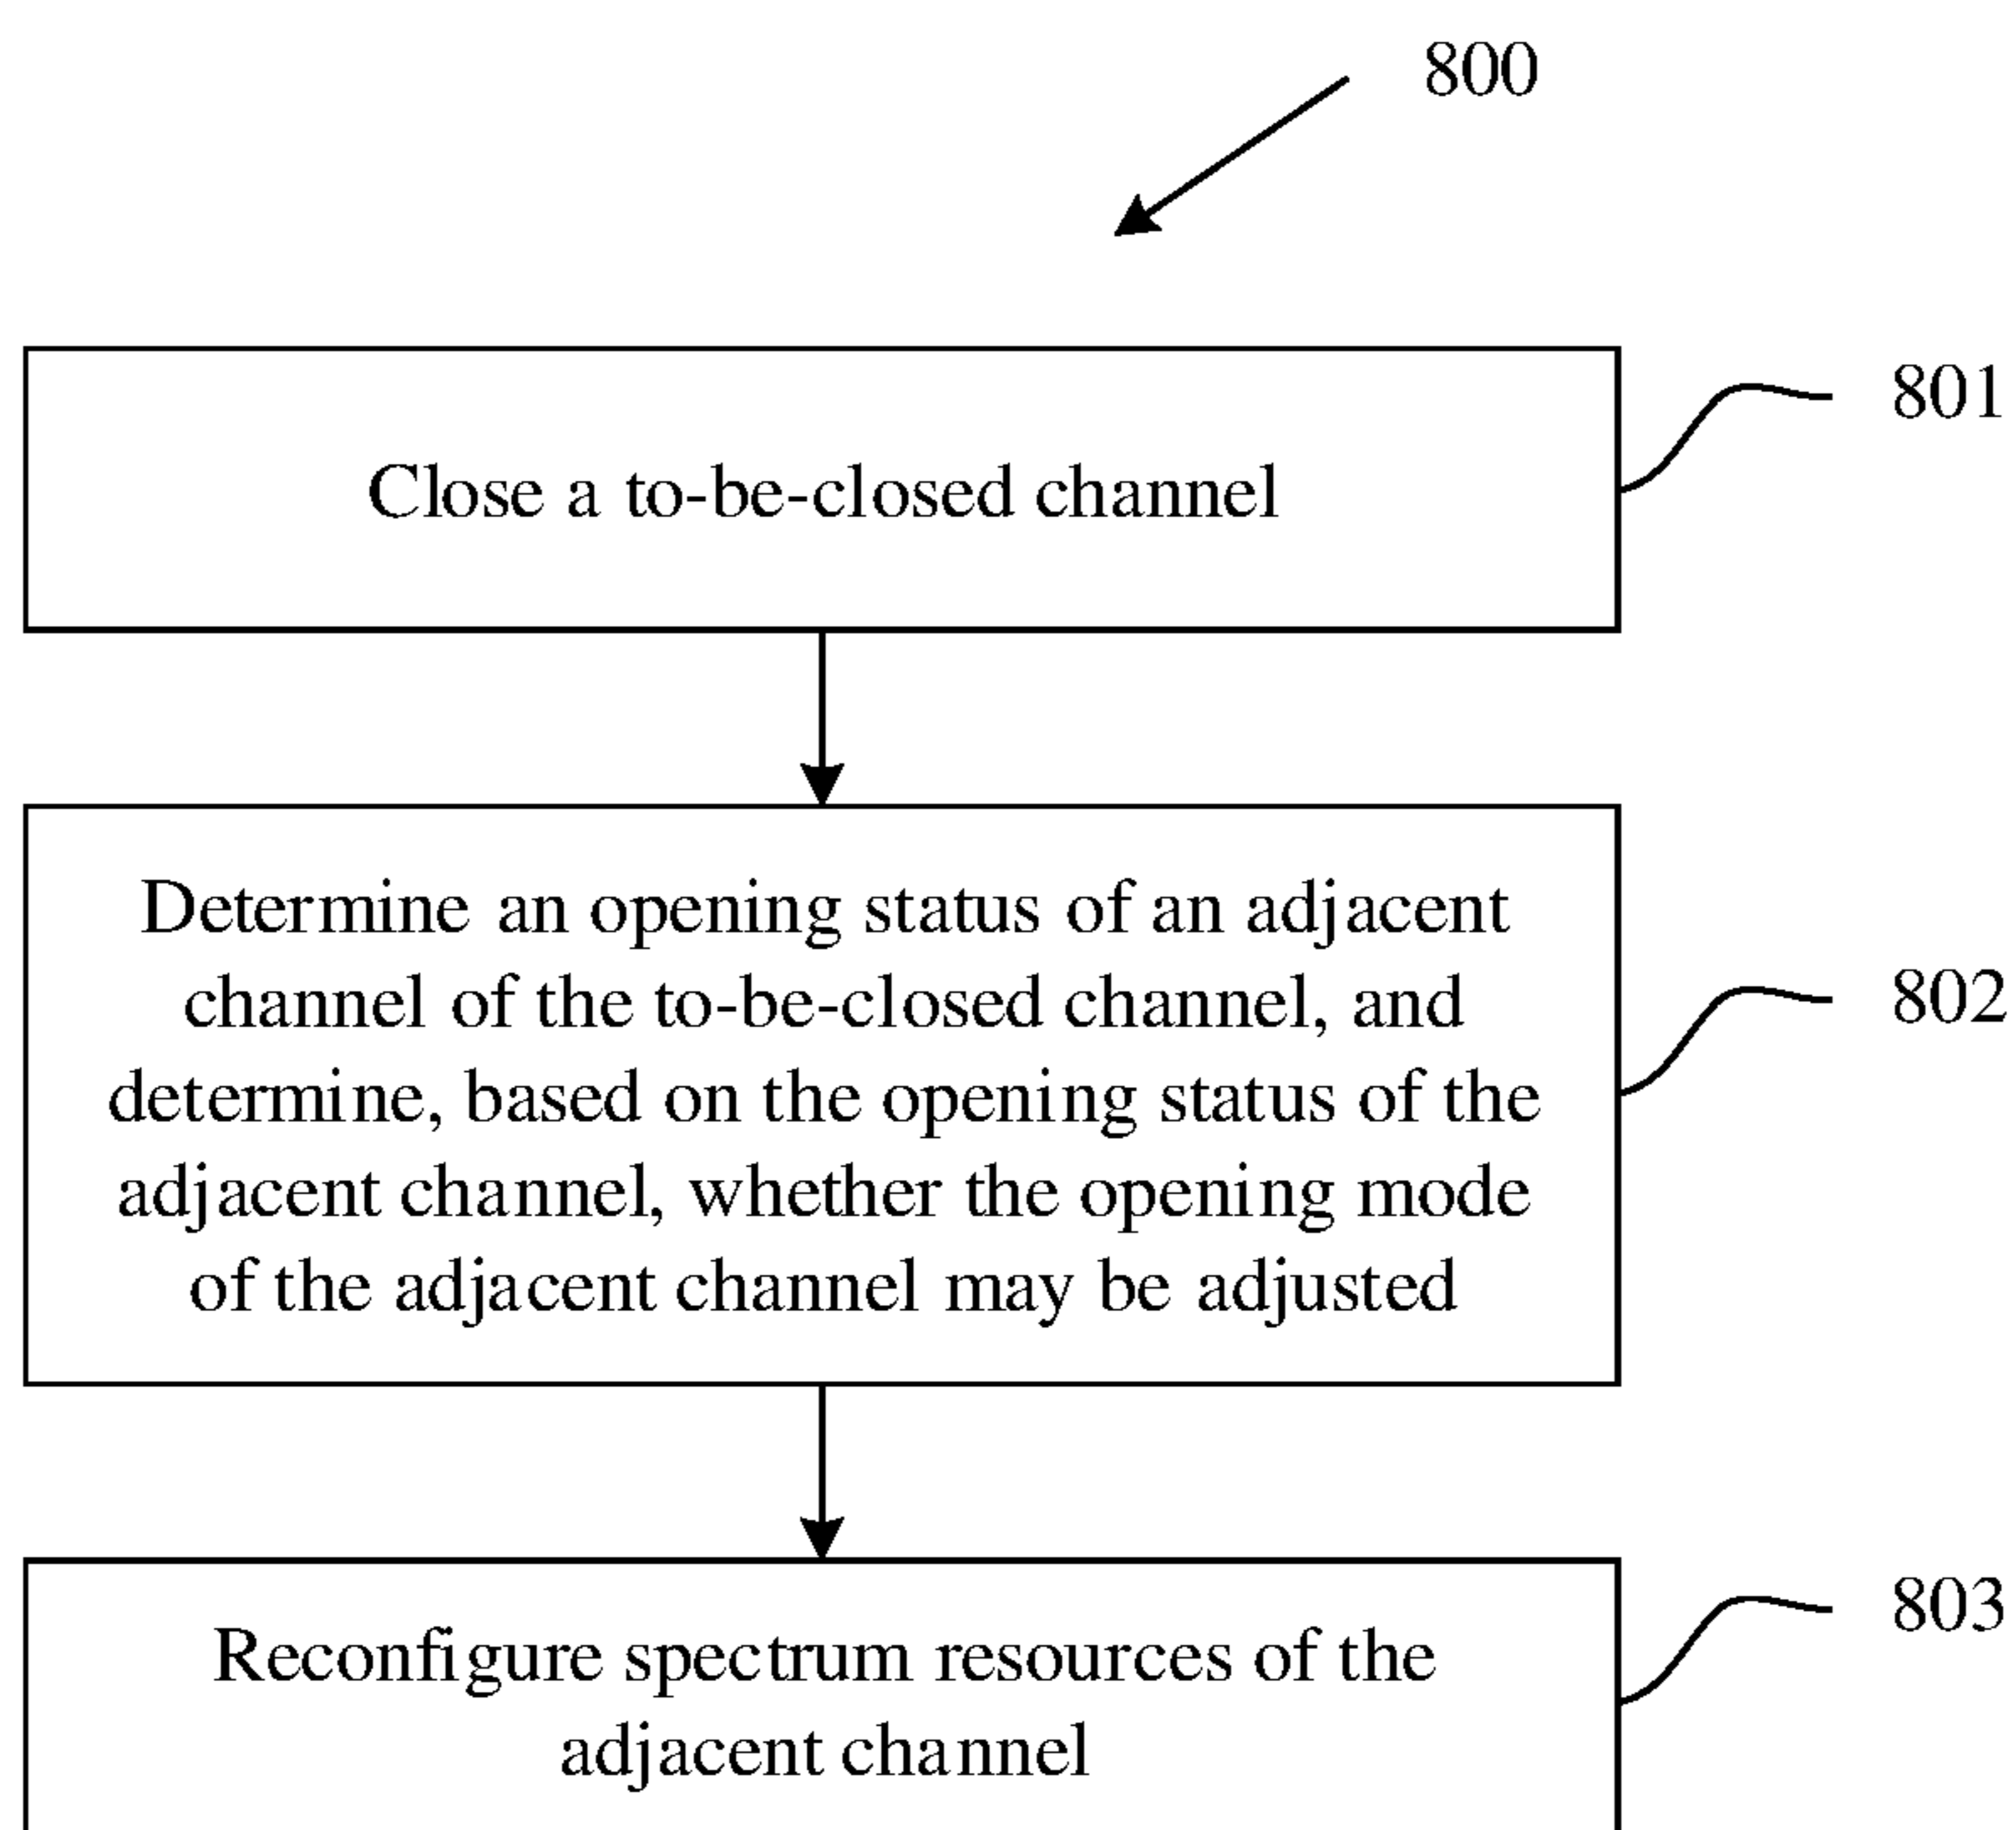 800
801
Close a to-be-closed channel
Determine an opening status of an adjacent
channel of the to-be-closed channel, and
802
determine, based on the opening status of the
adjacent channel, whether the opening mode
of the adjacent channel may be adjusted
803
Reconfigure spectrum resources of the
adjacent channel